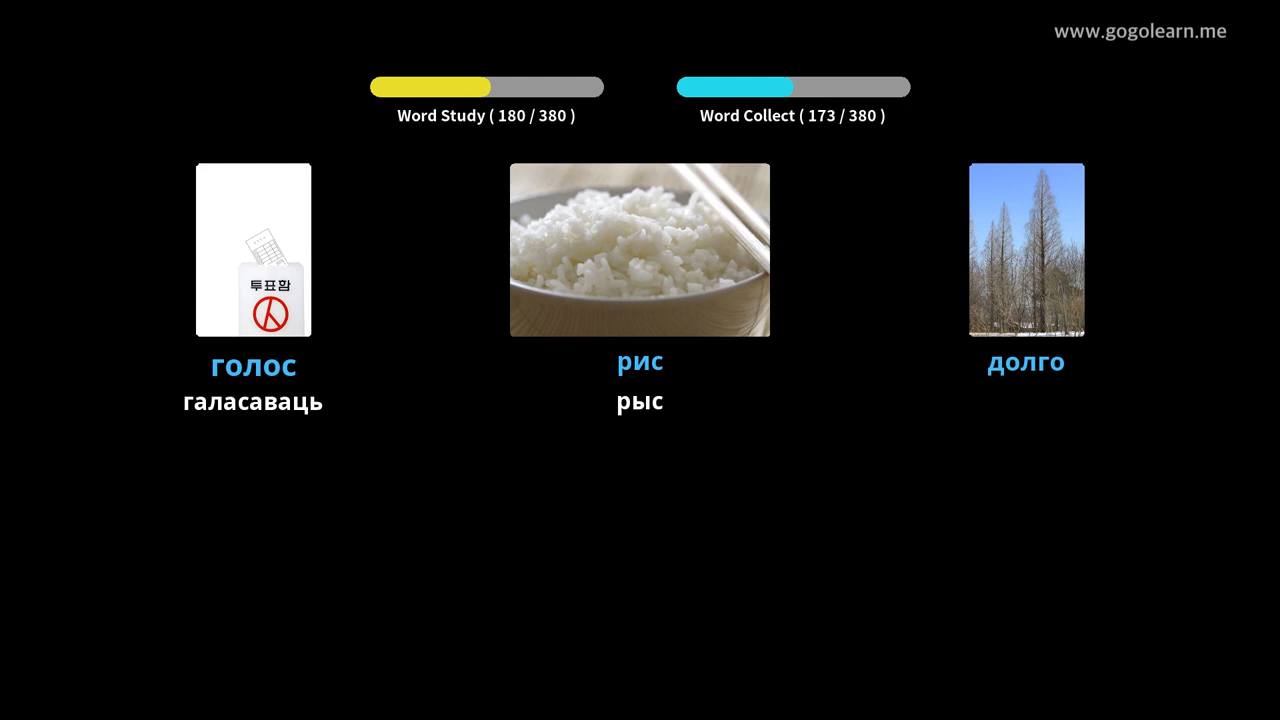 www.gogolearn.me
Word Study ( 180 / 380 )
Word Collect ( 173 / 380 )
투표함
голос
рис
долго
галасаваць
рыс